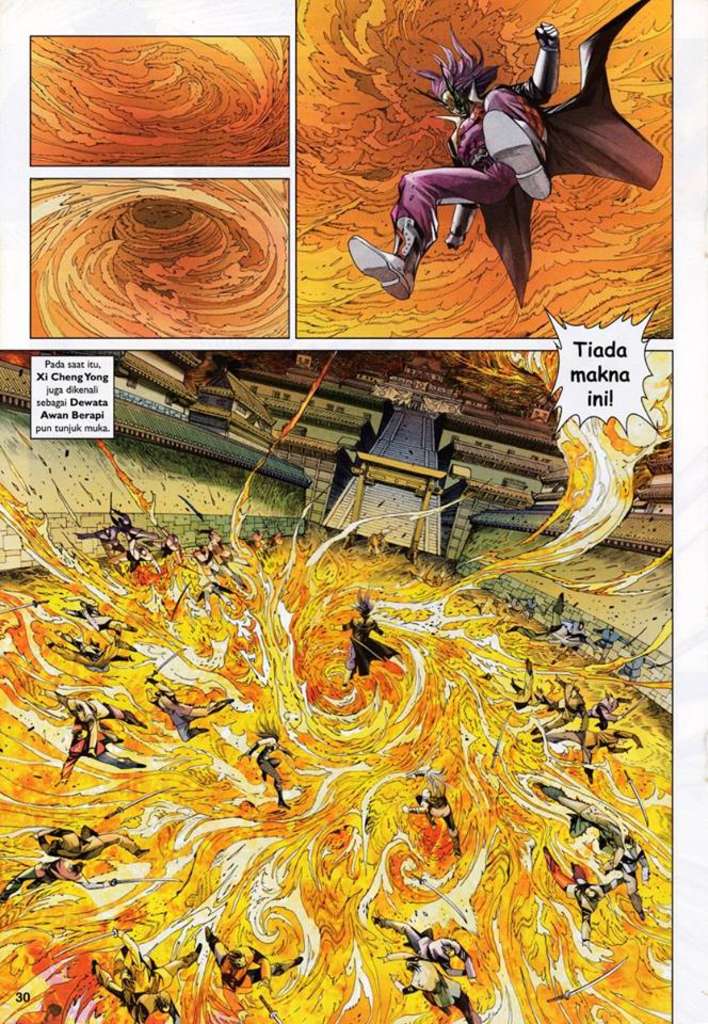 Pada saat itu,
Xi Cheng Yong
juga dikenali
sebagai Dewata
Awan Berapi
pun tunjuk muka.
Tiada
makna
ini!
30